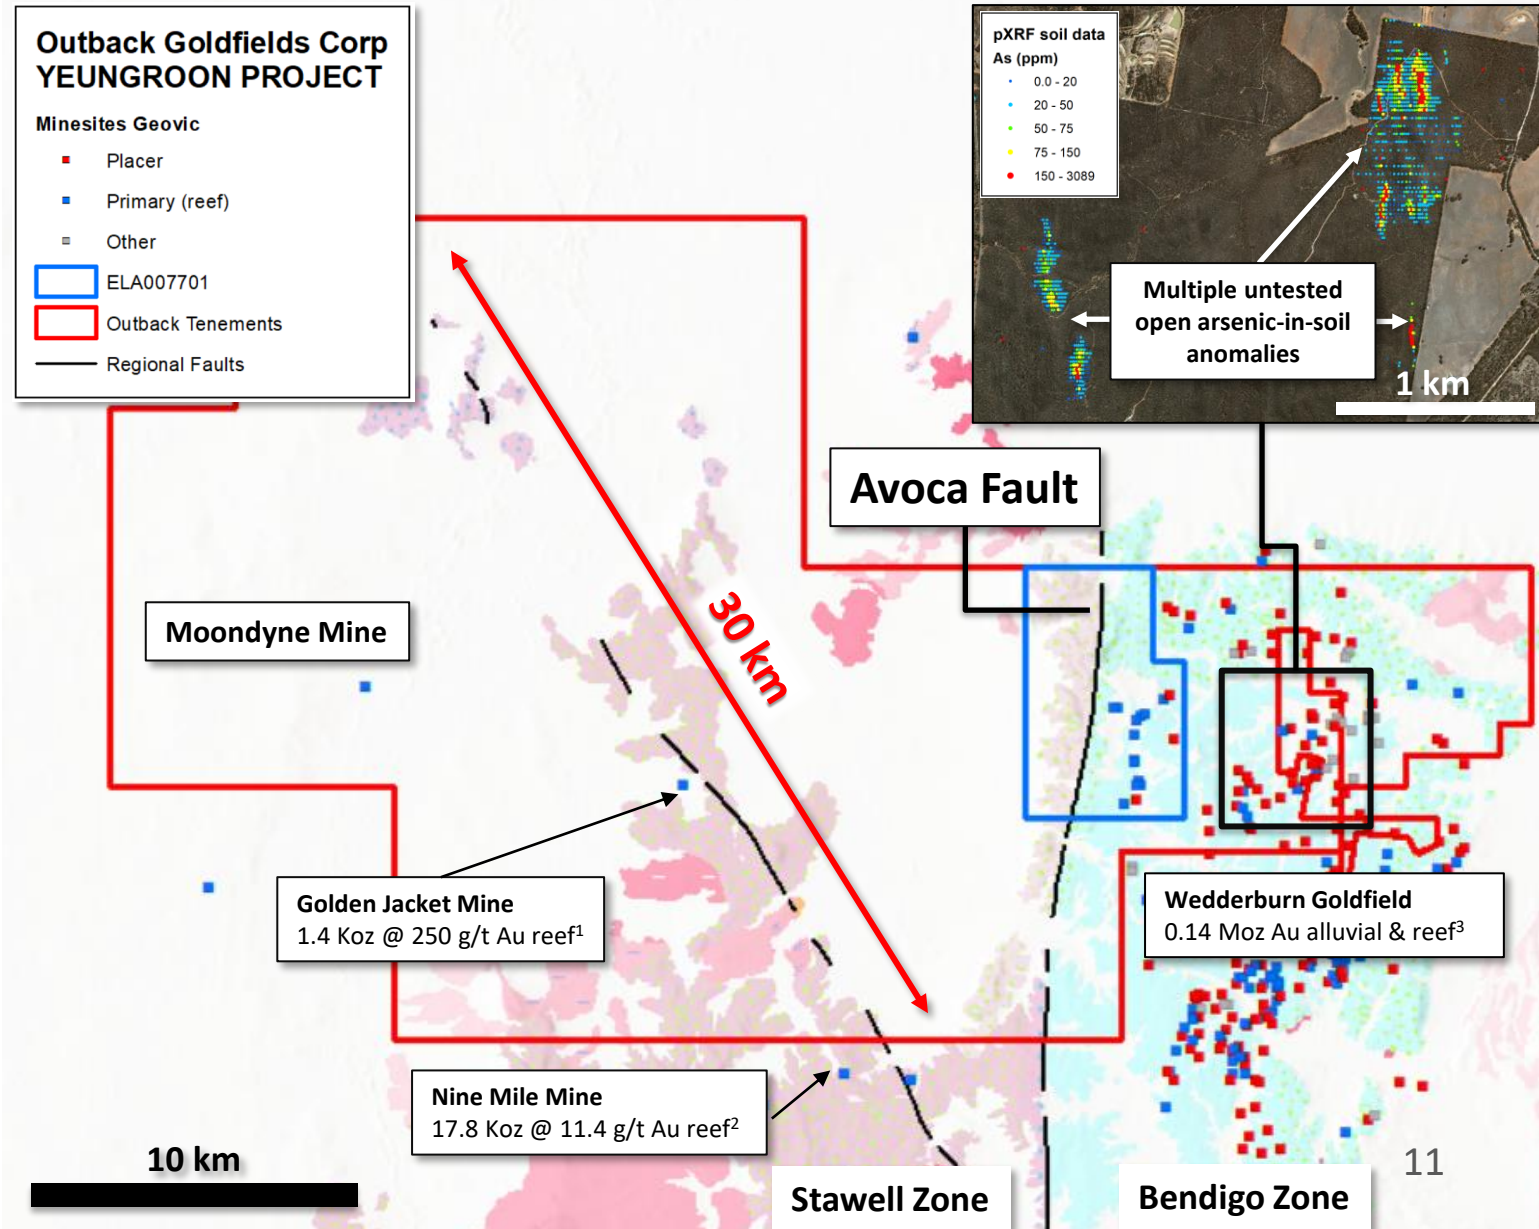 Outback Goldfields Corp
YEUNGROON PROJECT
Minesites Geovic
Placer
Primary (reef)
Other
ELA007701
Outback Tenements
Regional Faults
pXRF soil data
As (ppm)
0.0 - 20
20 - 50
50 - 75
75 - 150
150 - 3089
Multiple untested
open arsenic-in-soil
anomalies
1 km
Avoca Fault
30 km
Moondyne Mine
Golden Jacket Mine
1.4 Koz @ 250 g/t Au reef¹
Wedderburn Goldfield
0.14 Moz Au alluvial & reef³
Nine Mile Mine
17.8 Koz @ 11.4 g/t Au reef²
10 km
Stawell Zone
Bendigo Zone
11